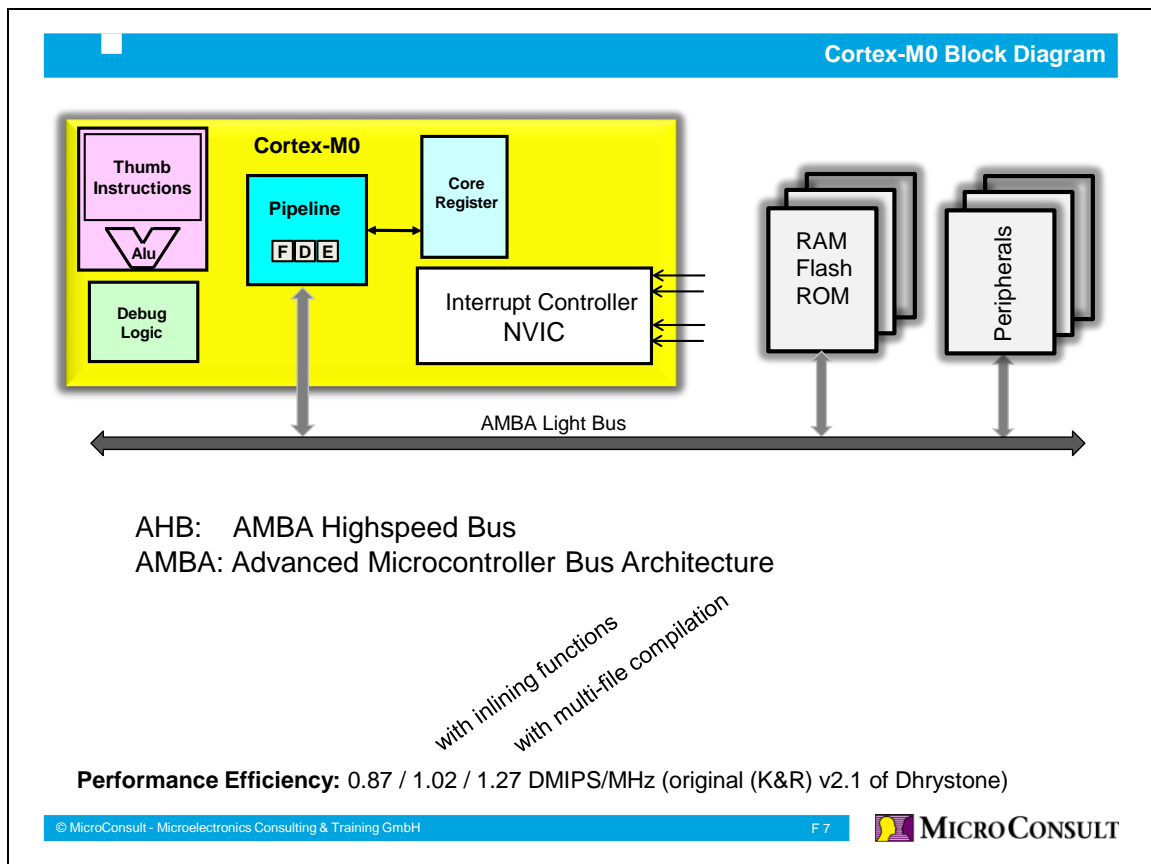 Cortex-M0 Block Diagram
Thumb
Instructions
Alu
Debug
Logic
Cortex-M0
Pipeline
F D E
Core
Register
Interrupt Controller
NVIC
RAM
Flash
ROM
Peripherals
AMBA Light Bus
AHB: AMBA Highspeed Bus
AMBA: Advanced Microcontroller Bus Architecture
with inlining functions
with multi-file compilation
Performance Efficiency: 0.87 / 1.02 / 1.27 DMIPS/MHz (original (K&R) v2.1 of Dhrystone)
© MicroConsult - Microelectronics Consulting & Training GmbH
F 7
MICRO CONSULT